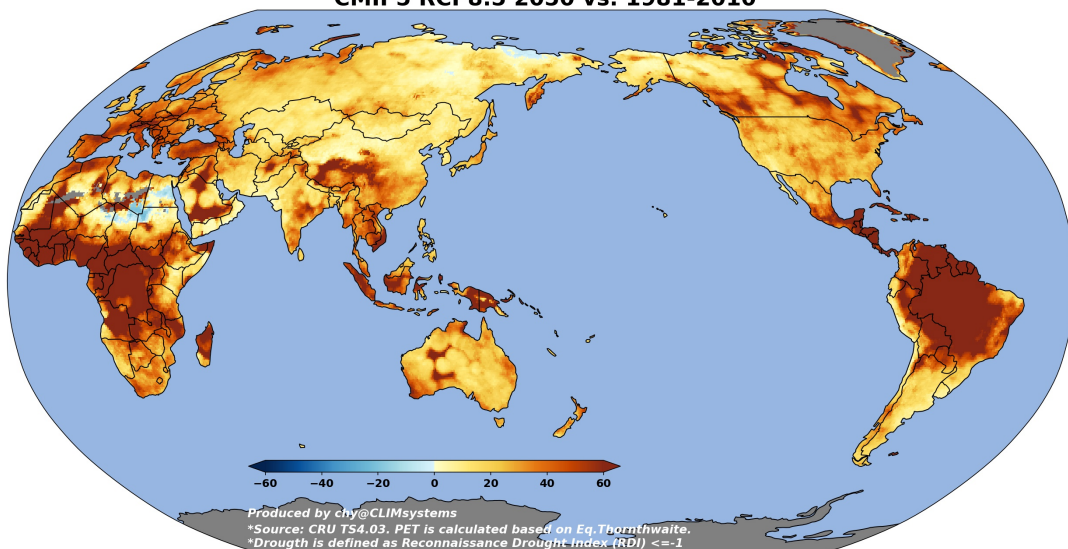 CMIP5 RCP8.5 2050 vs. 1981-2010
−60 −40 −20 0 20 40 60
Produced by chy@CLIMsystems
*Source: CRU TS4.03. PET is calculated based on Eq.Thornthwaite.
*Drougth is defined as Reconnaissance Drought Index (RDI) <=-1